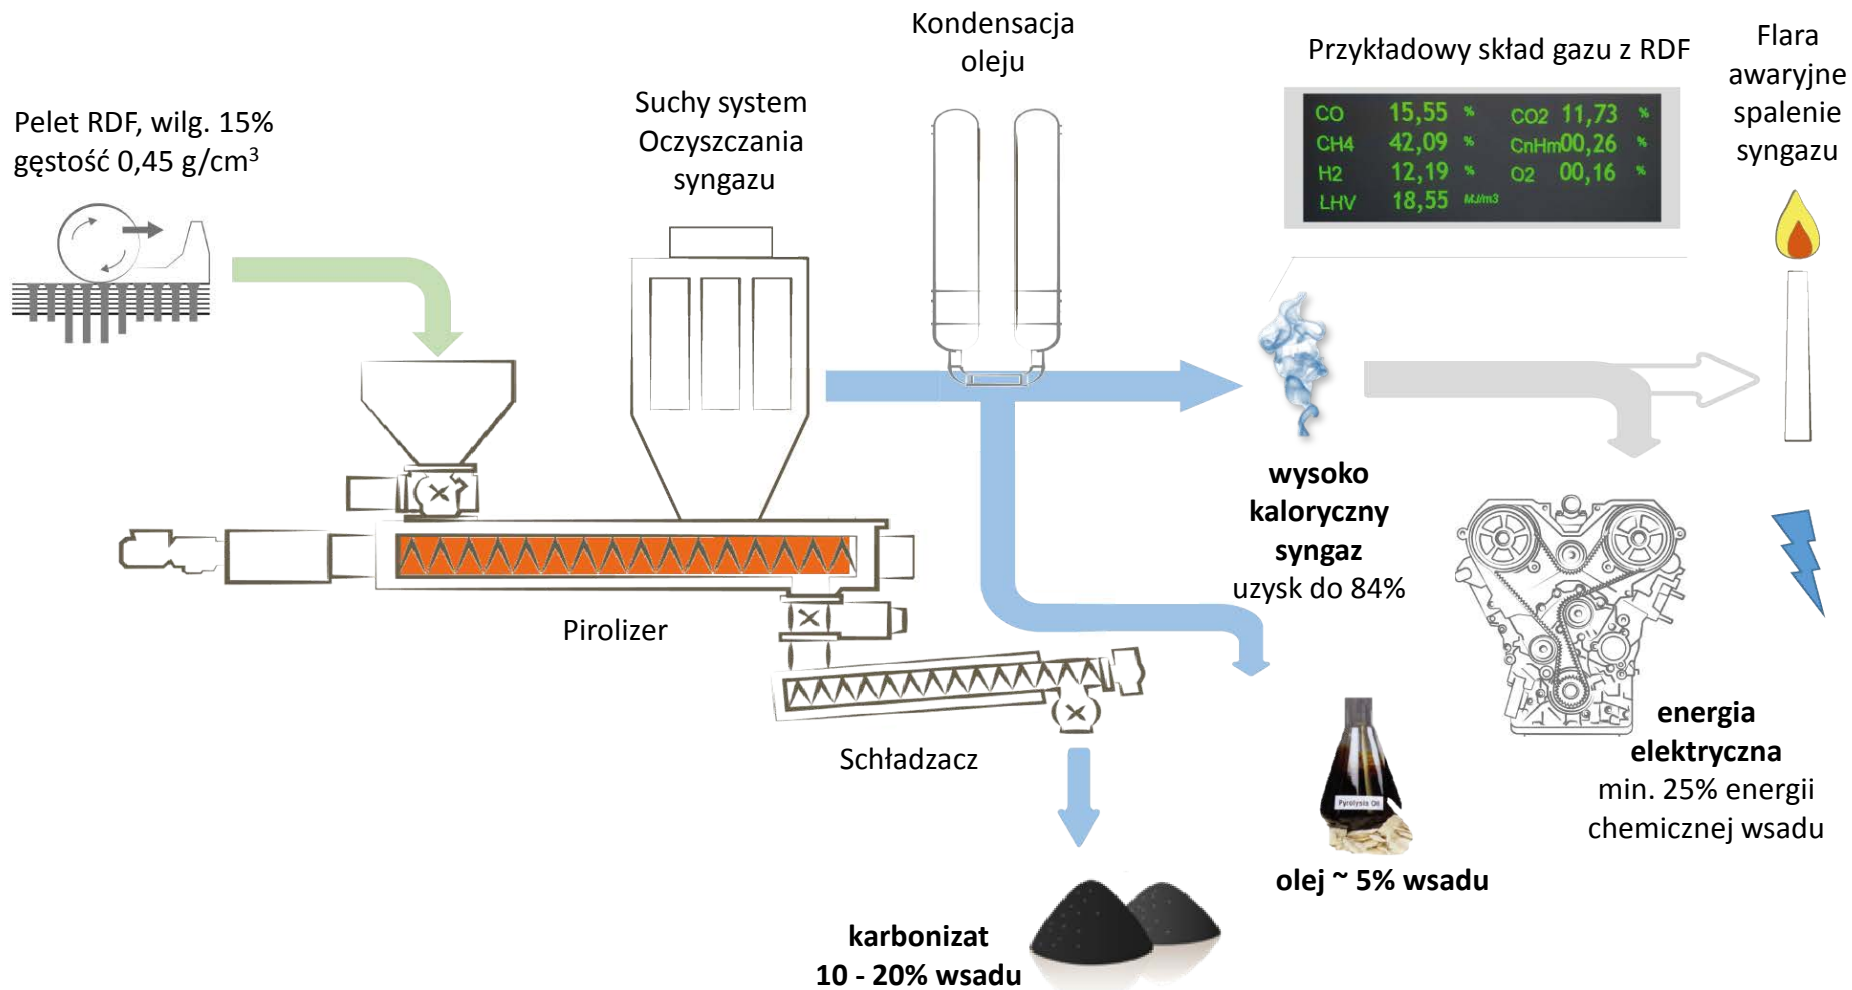 Pelet RDF, wilg. 15%
gęstość 0,45 g/cm³
Suchy system
Oczyszczania
syngazu
Kondensacja
oleju
Przykładowy skład gazu z RDF
CO 15,55 % CO2 11,73 %
CH4 42,09 % CnHm 00,26 %
H2 12,19 % O2 00,16 %
LHV 18,55 MJ/m3
Flara
awaryjne
spalenie
syngazu
Pirolizer
Schładzacz
wysoko
kaloryczny
syngaz
uzysk do 84%
Pyrolysis Oil
olej ~ 5% wsadu
energia
elektryczna
min. 25% energii
chemicznej wsadu
karbonizat
10 - 20% wsadu